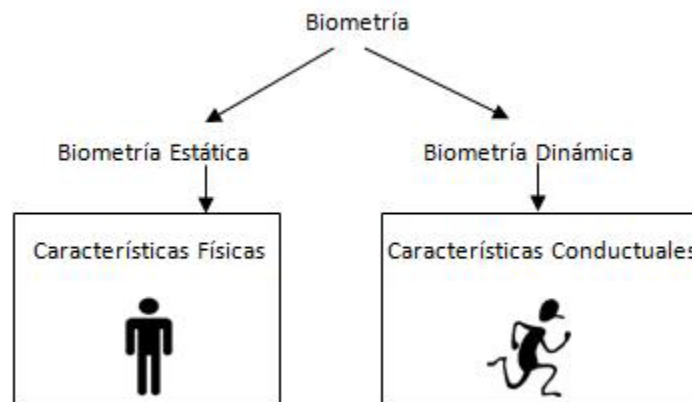 Biometría
Biometría Estática
Biometría Dinámica
Características Físicas
Características Conductuales